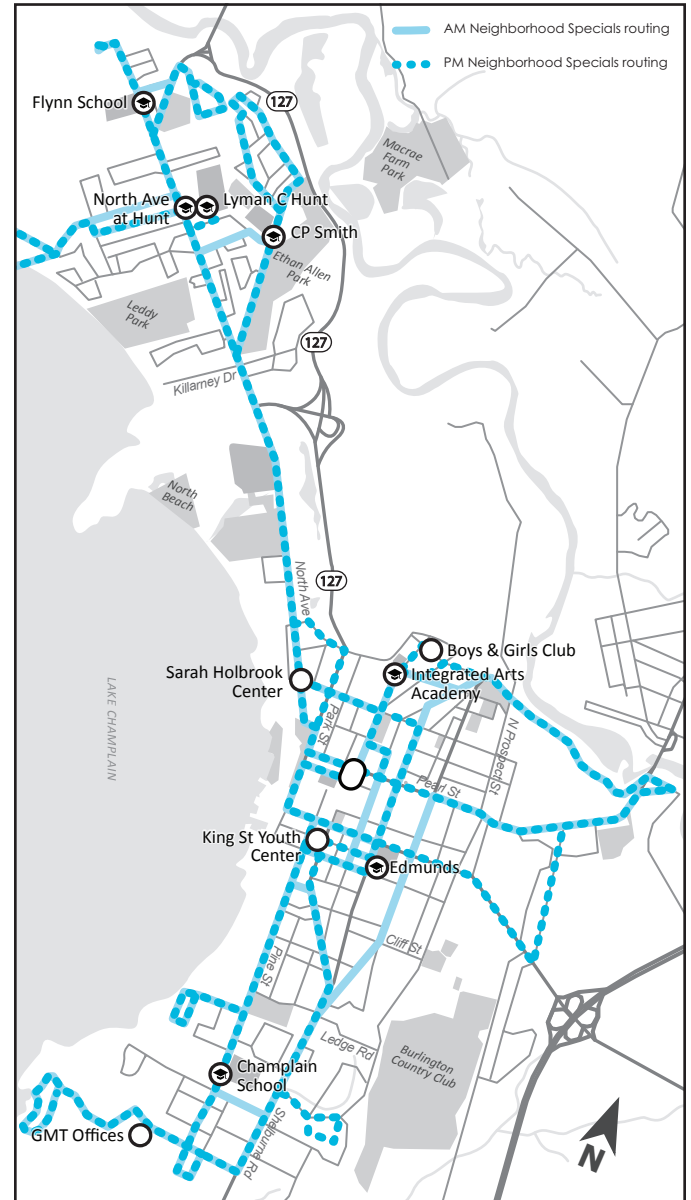 AM Neighborhood Specials routing
PM Neighborhood Specials routing
Flynn School
127
Macrae
Farm
Park
North Ave
at Hunt
Lyman C Hunt
CP Smith
Ethan Allen
Park
Leddy
Park
127
Killarney Dr
North
Beach
127
North Ave
Boys & Girls Club
Sarah Holbrook
Center
Integrated Arts
Academy
LAKE CHAMPLAIN
Park St
N Prospect St
Pearl St
King St Youth
Center
Edmunds
Cliff St
Pine St
Ledge Rd
Burlington
Country Club
Champlain
School
Shelburne Rd
GMT Offices
N